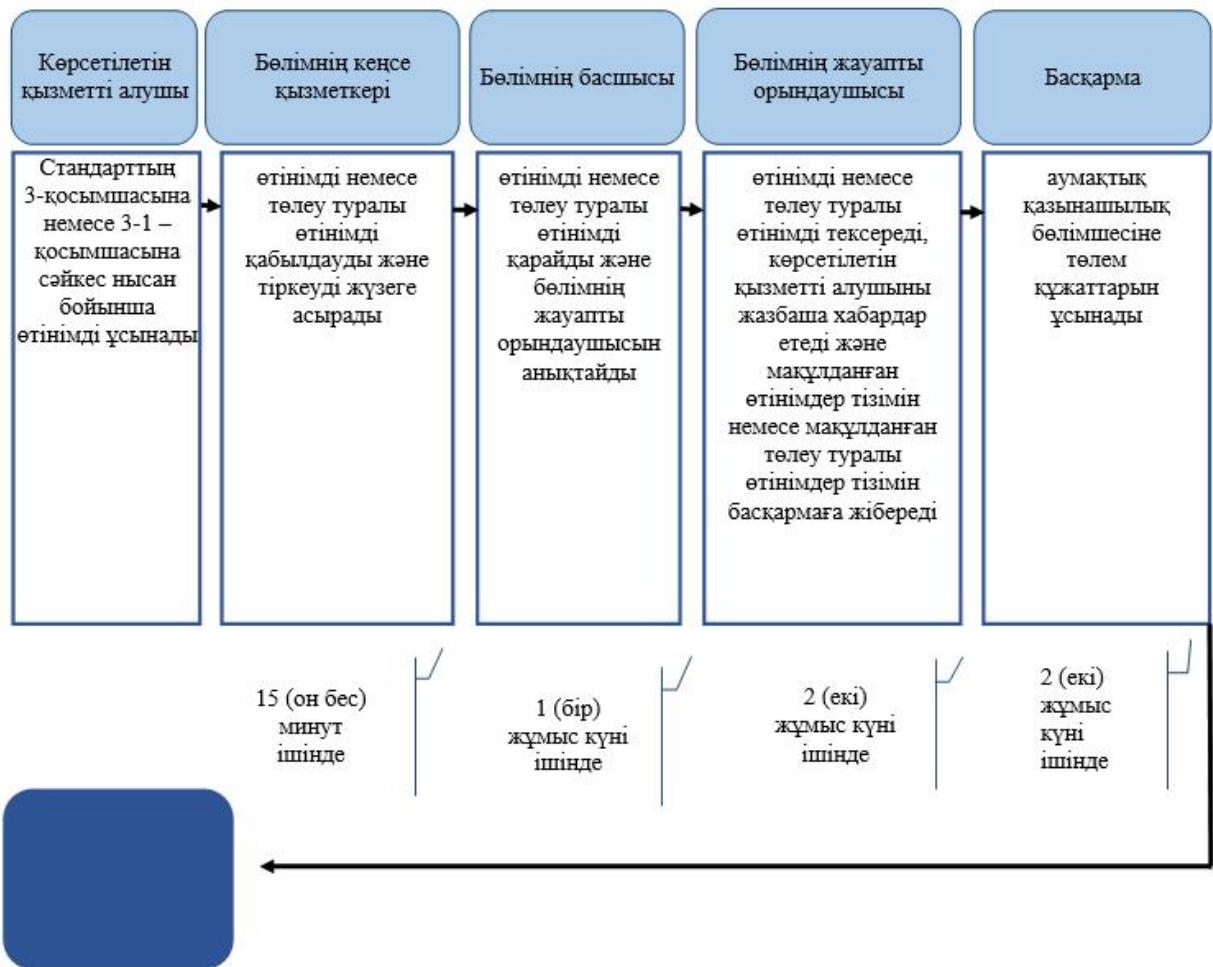 Көрсетілетін
қызметті алушы
Бөлімнің кеңсе
қызметкері
Бөлімнің басшысы
Бөлімнің жауапты
орындаушысы
Басқарма
Стандарттың
3-қосымшасына
немесе 3-1 –
қосымшасына
сәйкес нысан
бойынша
өтінімді ұсынады
өтінімді немесе
төлеу туралы
өтінімді
қабылдауды және
тіркеуді жүзеге
асырады
өтінімді немесе
төлеу туралы
өтінімді
қарайды және
бөлімнің
жауапты
орындаушысын
анықтайды
өтінімді немесе
төлеу туралы
өтінімді тексереді,
көрсетілетін
қызметті алушыны
жазбаша хабардар
етеді және
мақұлданған
өтінімдер тізімін
немесе мақұлданған
төлеу туралы
өтінімдер тізімін
басқармаға жібереді
аумақтық
қазынашылық
бөлімшесіне
төлем
құжаттарын
ұсынады
15 (он бес)
минут
ішінде
1 (бір)
жұмыс күні
ішінде
2 (екі)
жұмыс күні
ішінде
2 (екі)
жұмыс
күні
ішінде